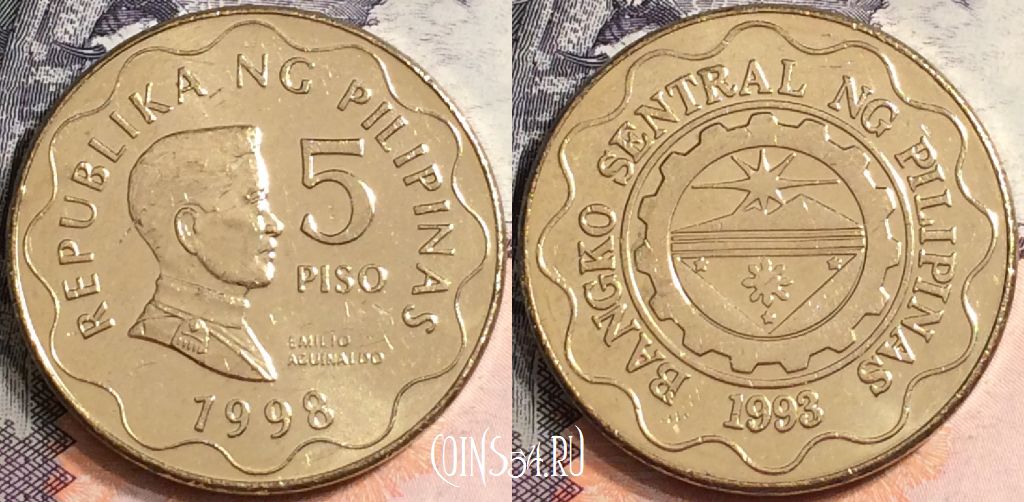 REPUBLIKA NG PILIPINAS
5
PISO
EMILIO
AGUINALDO
1998
BANGKO SENTRAL NG PILIPINAS
1993
COINS64.RU